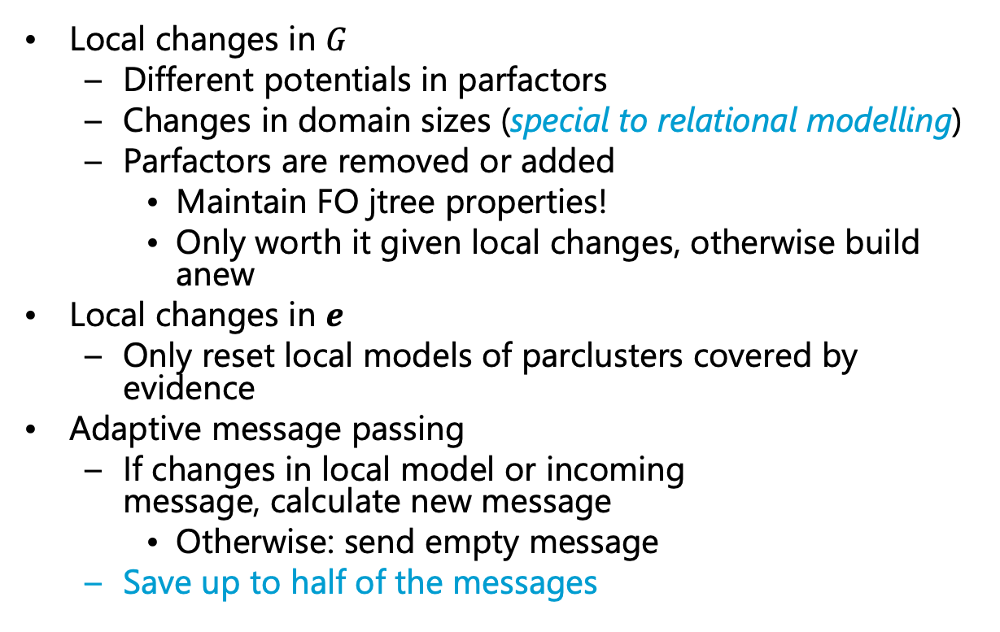 • Local changes in G
– Different potentials in parfactors
– Changes in domain sizes (special to relational modelling)
– Parfactors are removed or added
• Maintain FO jtree properties!
• Only worth it given local changes, otherwise build
anew
• Local changes in e
– Only reset local models of parclusters covered by
evidence
• Adaptive message passing
– If changes in local model or incoming
message, calculate new message
• Otherwise: send empty message
– Save up to half of the messages